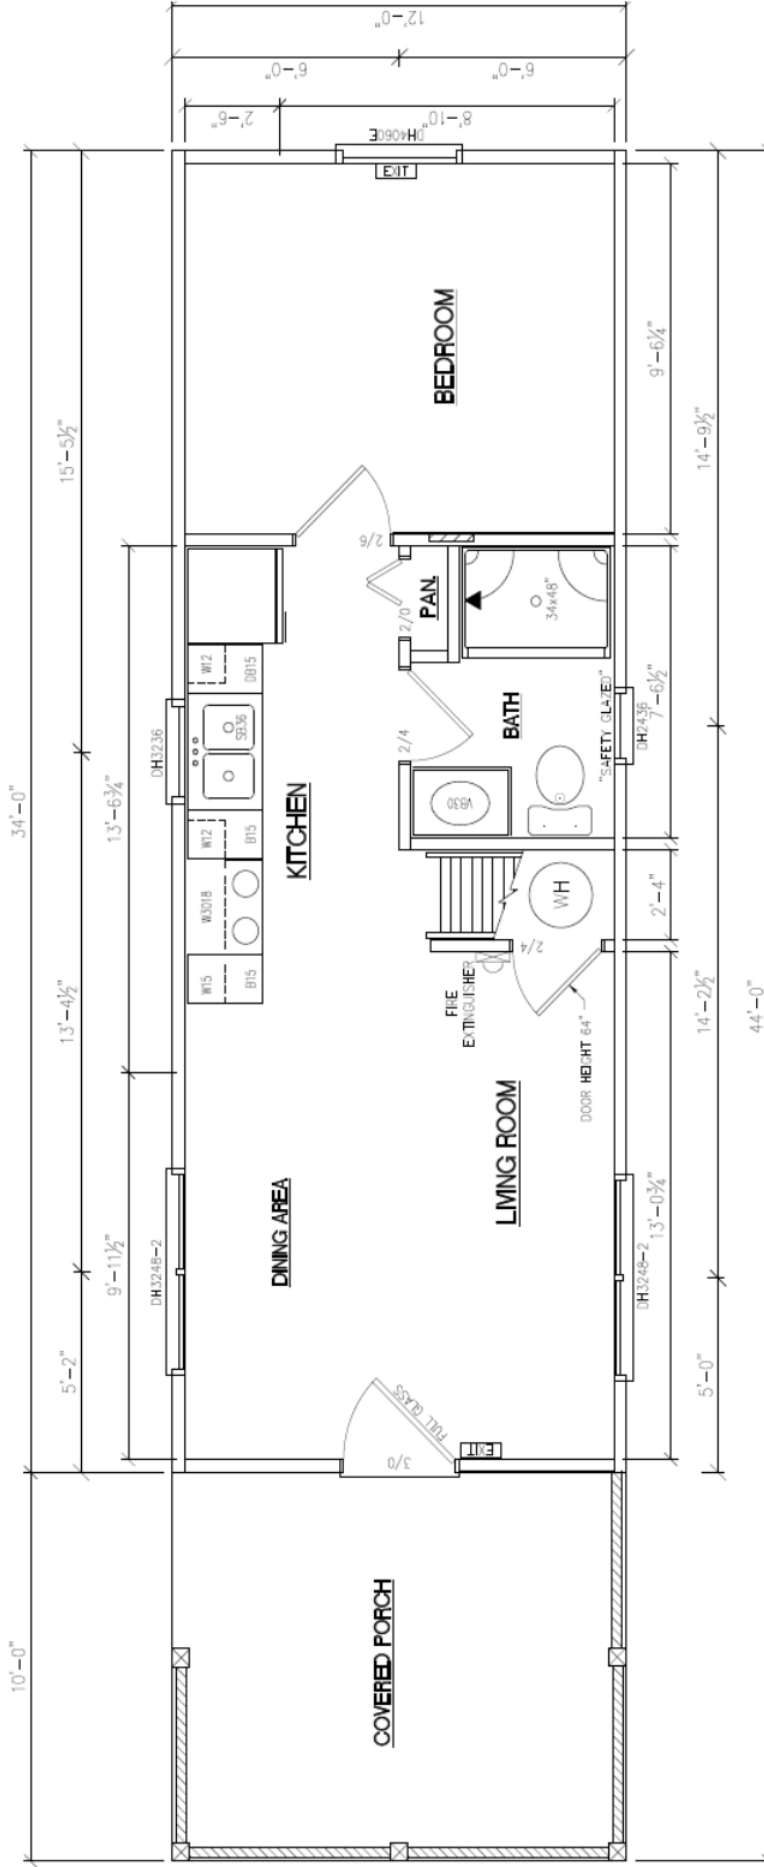 12'-0"
6'-0"
6'-0"
2'-6"
8'-10"
DH4060E
EXIT
BEDROOM
9'-6¼"
14'-9½"
15'-5½"
34'-0"
13'-6¾"
2/6
2/0
PAN.
34x48"
W12
DB15
SB36
DH3236
KITCHEN
2/4
BATH
"SAFETY GLAZED"
DH2436
7'-6½"
VB30
W12
B15
W3018
W15
B15
WH
2/4
2'-4"
FIRE
EXTINGUISHER
DOOR HEIGHT 64"
13'-4½"
14'-2½"
44'-0"
LIVING ROOM
DINING AREA
DH3248-2
DH3248-2
13'-0¾"
9'-11½"
5'-2"
5'-0"
FULL GLASS
3/0
EXIT
COVERED PORCH
10'-0"